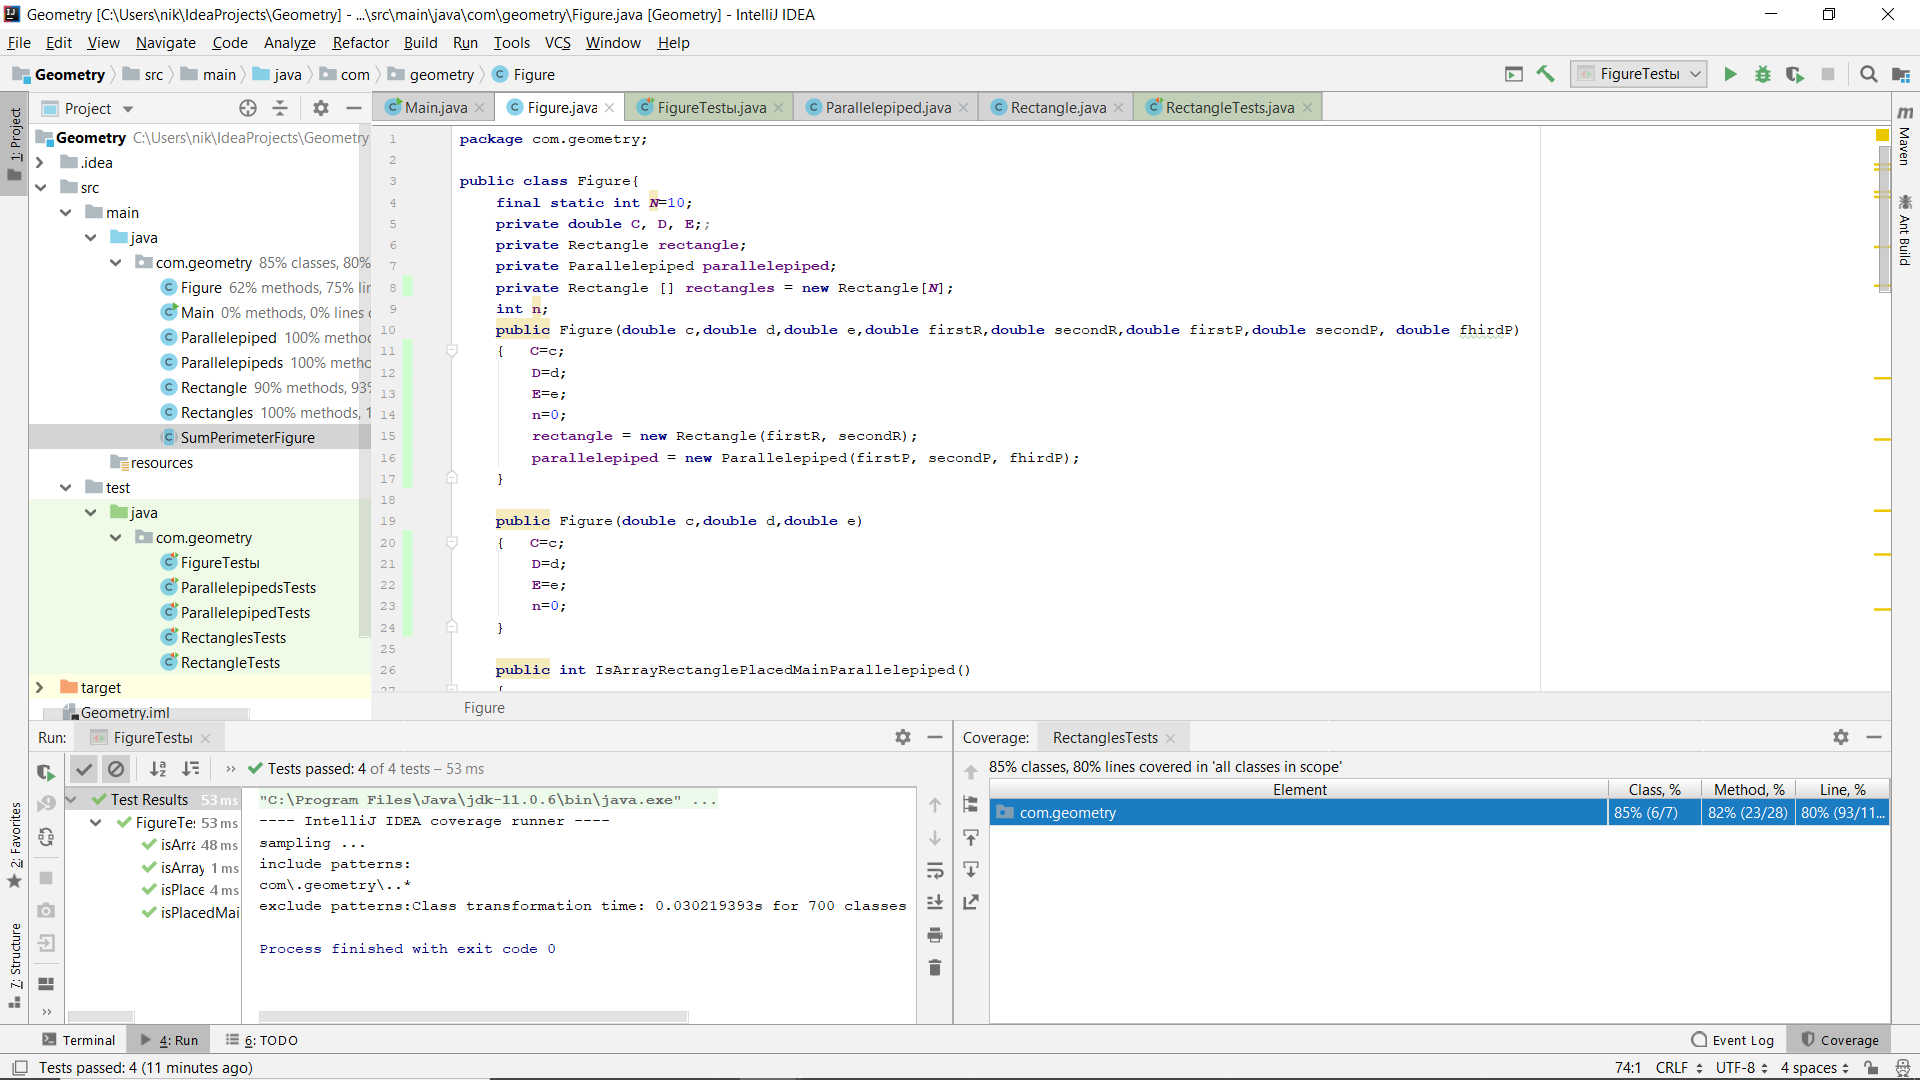 Geometry [C:\Users\nik\IdeaProjects\Geometry] - ...\src\main\java\com\geometry\Figure.java [Geometry] - IntelliJ IDEA
File Edit View Navigate Code Analyze Refactor Build Run Tools VCS Window Help
Geometry src main java com geometry Figure FigureTestы
Project
Main.java Figure.java FigureTestы.java Parallelepiped.java Rectangle.java RectangleTests.java
1: Project
2: Favorites
7: Structure
Maven
Ant Build
Geometry C:\Users\nik\IdeaProjects\Geometry
.idea
src
main
java
com.geometry 85% classes, 80%
Figure 62% methods, 75% li
Main 0% methods, 0% lines
Parallelepiped 100% metho
Parallelepipeds 100% metho
Rectangle 90% methods, 93%
Rectangles 100% methods, 1
SumPerimeterFigure
resources
test
java
com.geometry
FigureTestы
ParallelepipedsTests
ParallelepipedTests
RectanglesTests
RectangleTests
target
Geometry.iml
1 package com.geometry;
2
3 public class Figure{
4 final static int N=10;
5 private double C, D, E;;
6 private Rectangle rectangle;
7 private Parallelepiped parallelepiped;
8 private Rectangle [] rectangles = new Rectangle[N];
9 int n;
10 public Figure(double c,double d,double e,double firstR,double secondR,double firstP,double secondP, double fhirdP)
11 { C=c;
12 D=d;
13 E=e;
14 n=0;
15 rectangle = new Rectangle(firstR, secondR);
16 parallelepiped = new Parallelepiped(firstP, secondP, fhirdP);
17 }
18
19 public Figure(double c,double d,double e)
20 { C=c;
21 D=d;
22 E=e;
23 n=0;
24 }
25
26 public int IsArrayRectanglePlacedMainParallelepiped()
27 {
Figure
Run: FigureTestы
Tests passed: 4 of 4 tests – 53 ms
Test Results 53 ms
FigureTe 53 ms
isArra 48 ms
isArray 1 ms
isPlace 4 ms
isPlacedMai
"C:\Program Files\Java\jdk-11.0.6\bin\java.exe" ...
---- IntelliJ IDEA coverage runner ----
sampling ...
include patterns:
com\.geometry\..*
exclude patterns:Class transformation time: 0.030219393s for 700 classes
Process finished with exit code 0
Coverage: RectanglesTests
85% classes, 80% lines covered in 'all classes in scope'
Element Class, % Method, % Line, %
com.geometry 85% (6/7) 82% (23/28) 80% (93/11...
Terminal 4: Run 6: TODO Event Log Coverage
Tests passed: 4 (11 minutes ago) 74:1 CRLF UTF-8 4 spaces